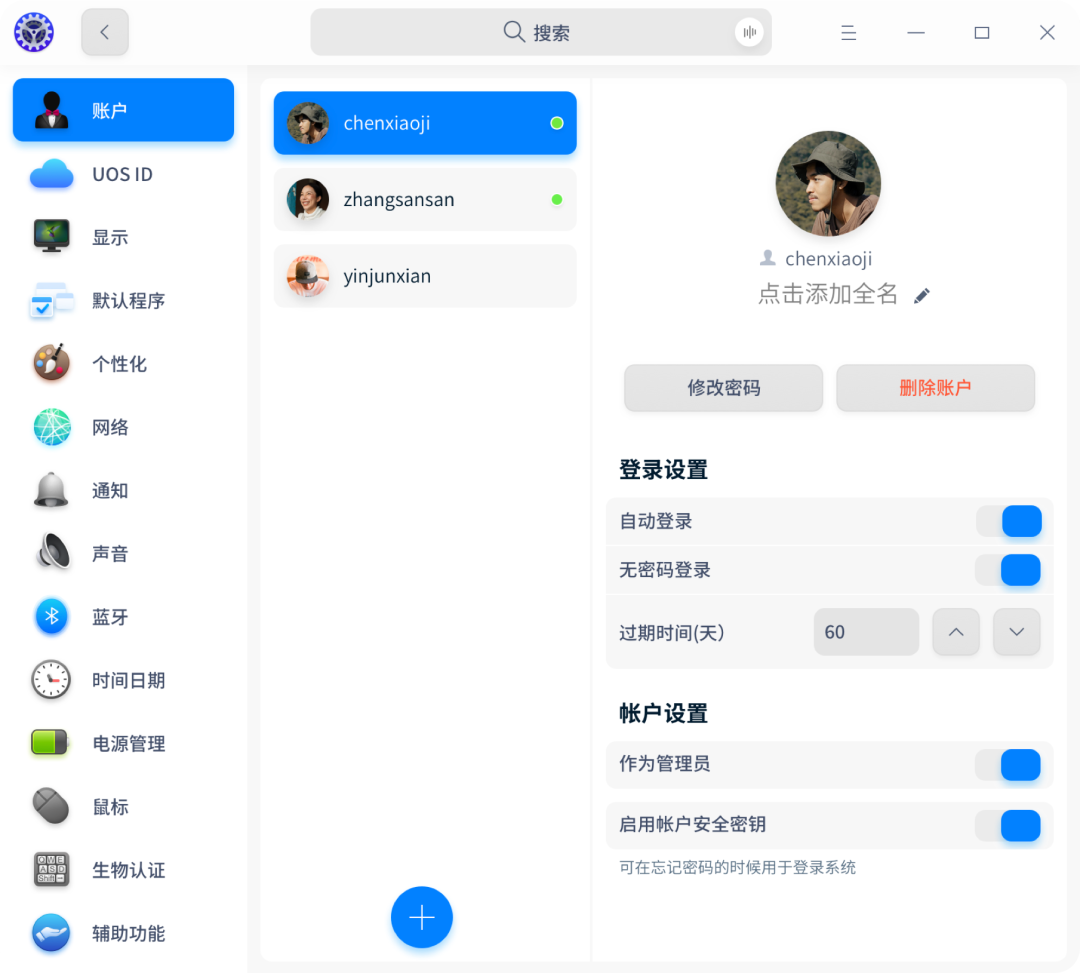 搜索
账户
UOS ID
显示
默认程序
个性化
网络
通知
声音
蓝牙
时间日期
电源管理
鼠标
生物认证
辅助功能
chenxiaoji
zhangsansan
yinjunxian
chenxiaoji
点击添加全名
修改密码
删除账户
登录设置
自动登录
无密码登录
过期时间(天)
60
帐户设置
作为管理员
启用帐户安全密钥
可在忘记密码的时候用于登录系统